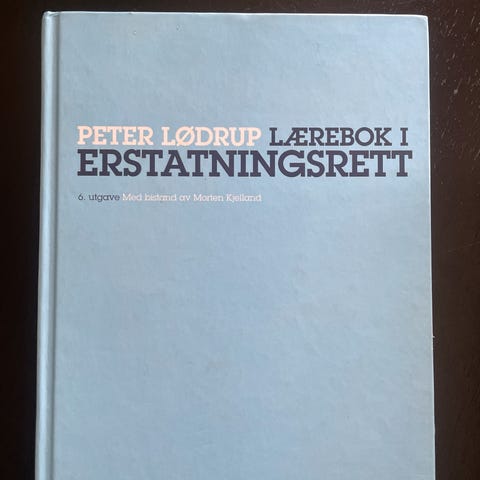 PETER LØDRUP LÆREBOK I
ERSTATNINGSRETT
6. utgave Med bistand av Morten Kjelland